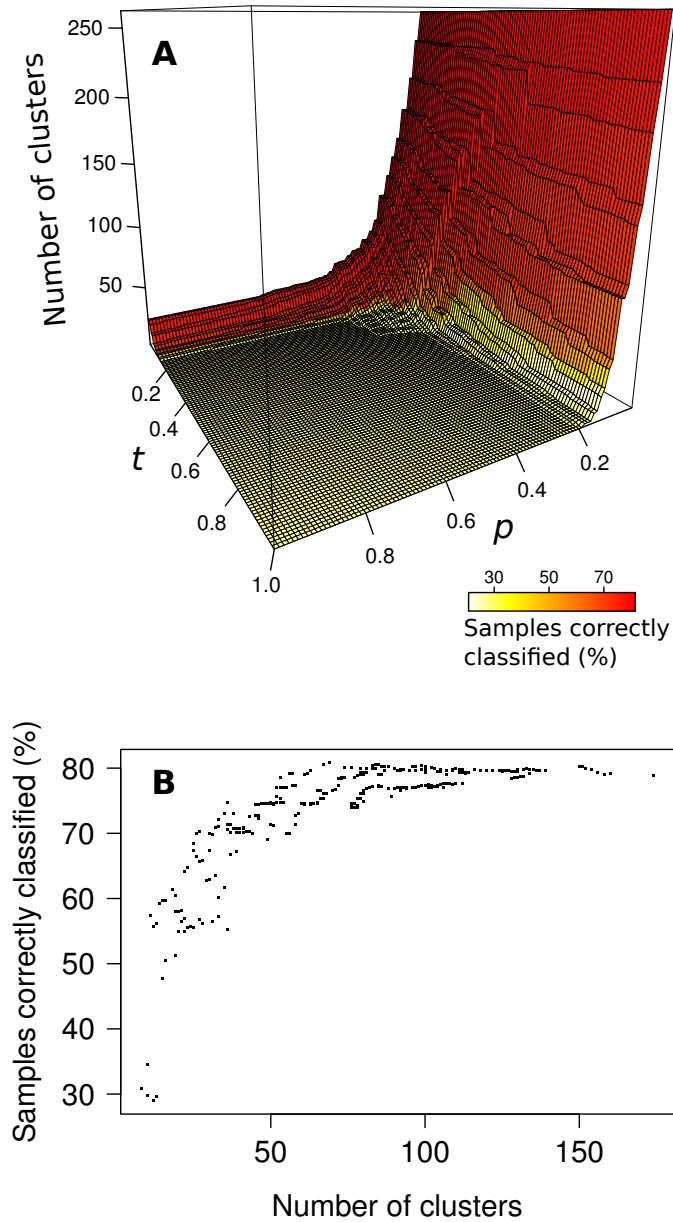 A
Number of clusters
250
200
150
100
50
0.2
0.4
0.6
0.8
1.0
t
0.2
0.4
0.6
0.8
p
30 50 70
Samples correctly
classified (%)
B
Samples correctly classified (%)
80
70
60
50
40
30
50 100 150
Number of clusters